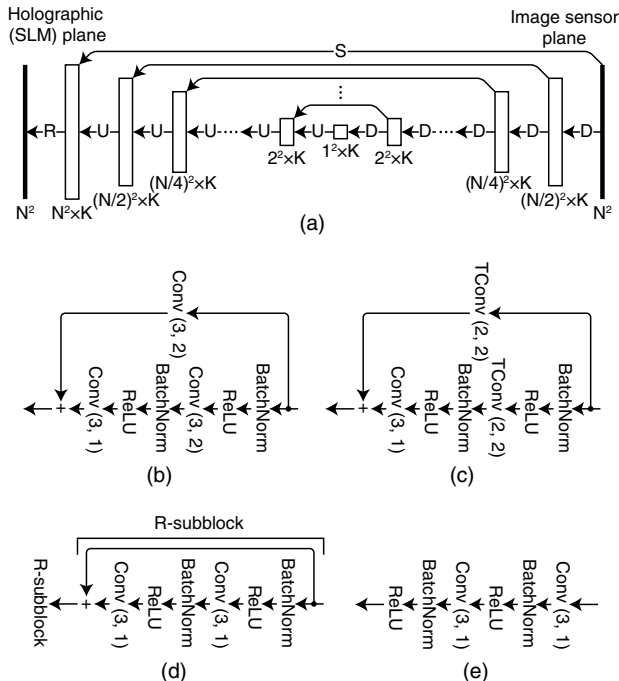 Holographic
(SLM) plane
Image sensor
plane
S
R U U U U U D D D D D
N² N²×K (N/2)²×K (N/4)²×K 2²×K 1²×K 2²×K (N/4)²×K (N/2)²×K N²
(a)
Conv (3, 2)
+ Conv (3, 1) ReLU BatchNorm Conv (3, 2) ReLU BatchNorm
(b)
TConv (2, 2)
+ Conv (3, 1) ReLU BatchNorm TConv (2, 2) ReLU BatchNorm
(c)
R-subblock
R-subblock + Conv (3, 1) ReLU BatchNorm Conv (3, 1) ReLU BatchNorm
(d)
ReLU BatchNorm Conv (3, 1) ReLU BatchNorm Conv (3, 1)
(e)